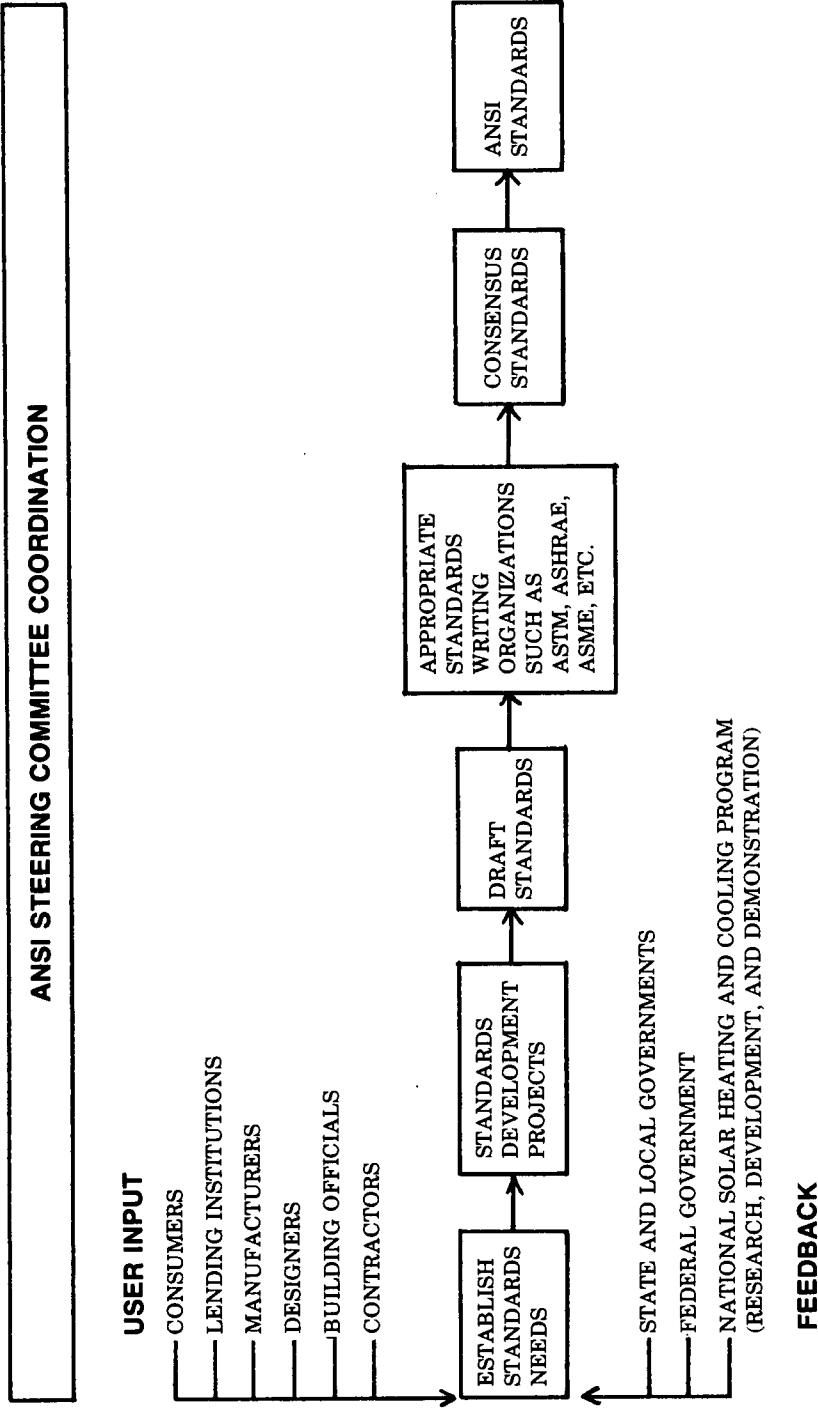 ANSI STEERING COMMITTEE COORDINATION
USER INPUT
CONSUMERS
LENDING INSTITUTIONS
MANUFACTURERS
DESIGNERS
BUILDING OFFICIALS
CONTRACTORS
ESTABLISH
STANDARDS
NEEDS
STANDARDS
DEVELOPMENT
PROJECTS
DRAFT
STANDARDS
APPROPRIATE
STANDARDS
WRITING
ORGANIZATIONS
SUCH AS
ASTM, ASHRAE,
ASME, ETC.
CONSENSUS
STANDARDS
ANSI
STANDARDS
STATE AND LOCAL GOVERNMENTS
FEDERAL GOVERNMENT
NATIONAL SOLAR HEATING AND COOLING PROGRAM
(RESEARCH, DEVELOPMENT, AND DEMONSTRATION)
FEEDBACK